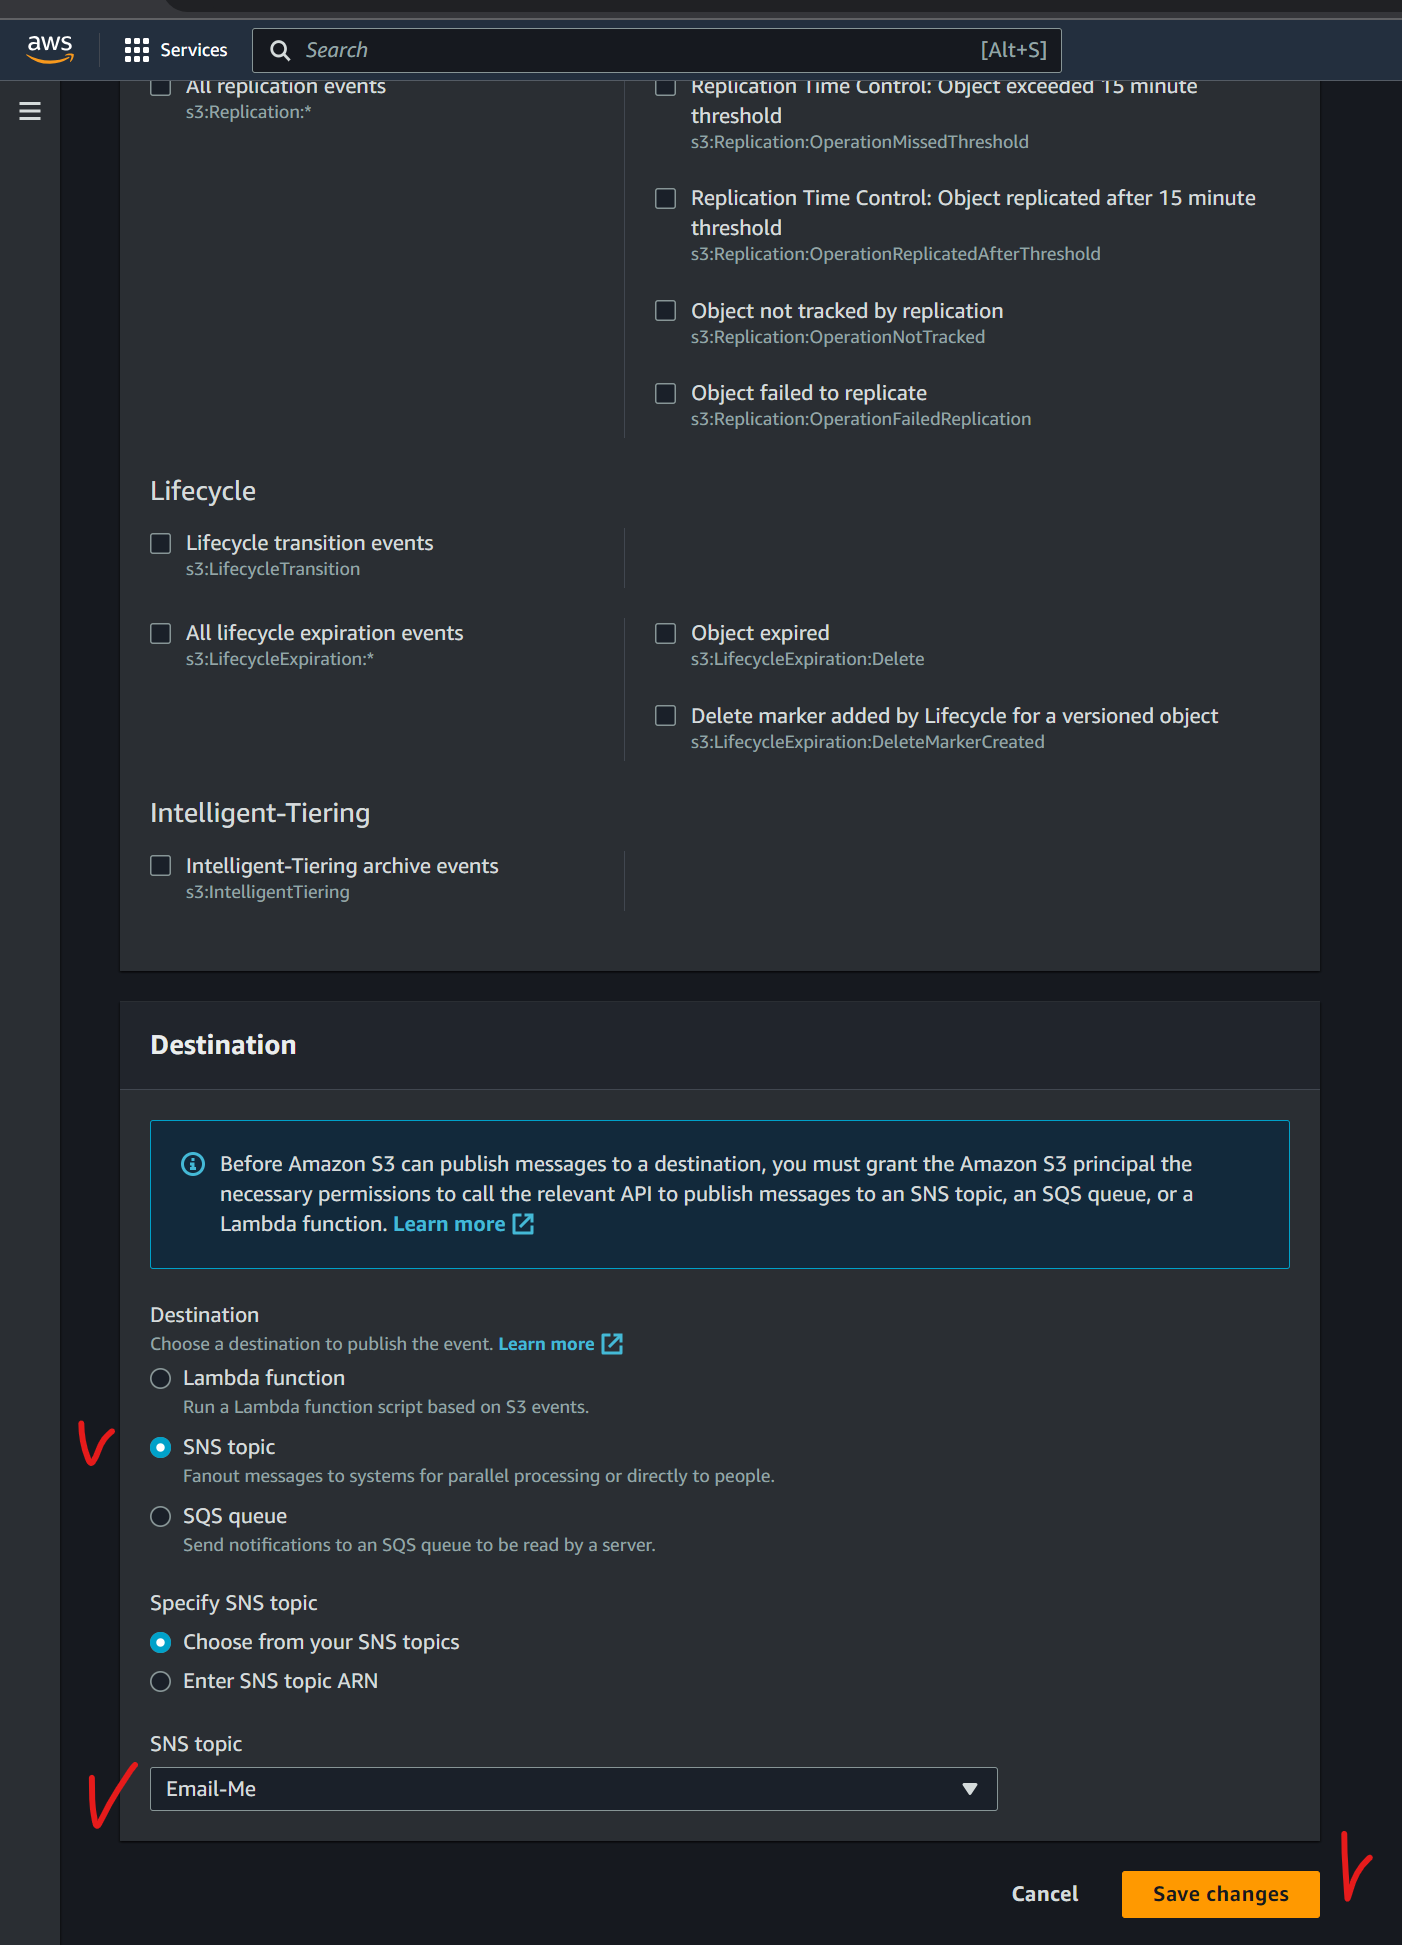 aws
Services
Search
[Alt+S]
All replication events
s3:Replication:*
Replication Time Control: Object exceeded 15 minute
threshold
s3:Replication:OperationMissedThreshold
Replication Time Control: Object replicated after 15 minute
threshold
s3:Replication:OperationReplicatedAfterThreshold
Object not tracked by replication
s3:Replication:OperationNotTracked
Object failed to replicate
s3:Replication:OperationFailedReplication
Lifecycle
Lifecycle transition events
s3:LifecycleTransition
All lifecycle expiration events
s3:LifecycleExpiration:*
Object expired
s3:LifecycleExpiration:Delete
Delete marker added by Lifecycle for a versioned object
s3:LifecycleExpiration:DeleteMarkerCreated
Intelligent-Tiering
Intelligent-Tiering archive events
s3:IntelligentTiering
Destination
Before Amazon S3 can publish messages to a destination, you must grant the Amazon S3 principal the
necessary permissions to call the relevant API to publish messages to an SNS topic, an SQS queue, or a
Lambda function. Learn more
Destination
Choose a destination to publish the event. Learn more
Lambda function
Run a Lambda function script based on S3 events.
SNS topic
Fanout messages to systems for parallel processing or directly to people.
SQS queue
Send notifications to an SQS queue to be read by a server.
Specify SNS topic
Choose from your SNS topics
Enter SNS topic ARN
SNS topic
Email-Me
Cancel
Save changes